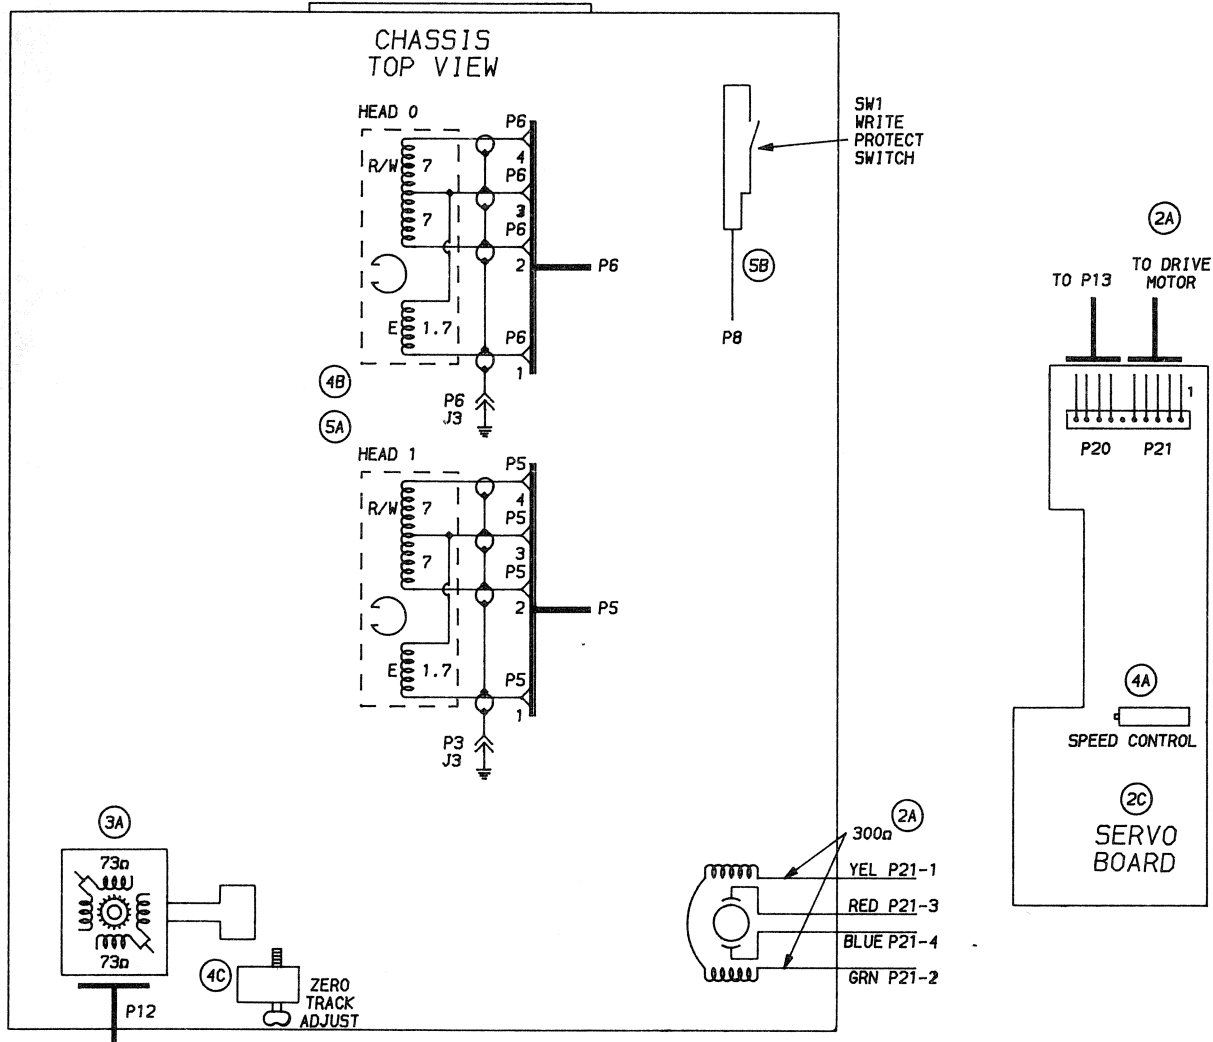 CHASSIS
TOP VIEW
HEAD 0
R/W 7
7
E 1.7
P6
4
P6
3
P6
2
P6
P6
1
P6
J3
4B
5A
HEAD 1
R/W 7
7
E 1.7
P5
4
P5
3
P5
2
P5
P5
1
P3
J3
SW1
WRITE
PROTECT
SWITCH
5B
P8
2A
TO P13
TO DRIVE
MOTOR
1
P20
P21
4A
SPEED CONTROL
2C
SERVO
BOARD
3A
73Ω
73Ω
P12
4C
ZERO
TRACK
ADJUST
2A
300Ω
YEL P21-1
RED P21-3
BLUE P21-4
GRN P21-2